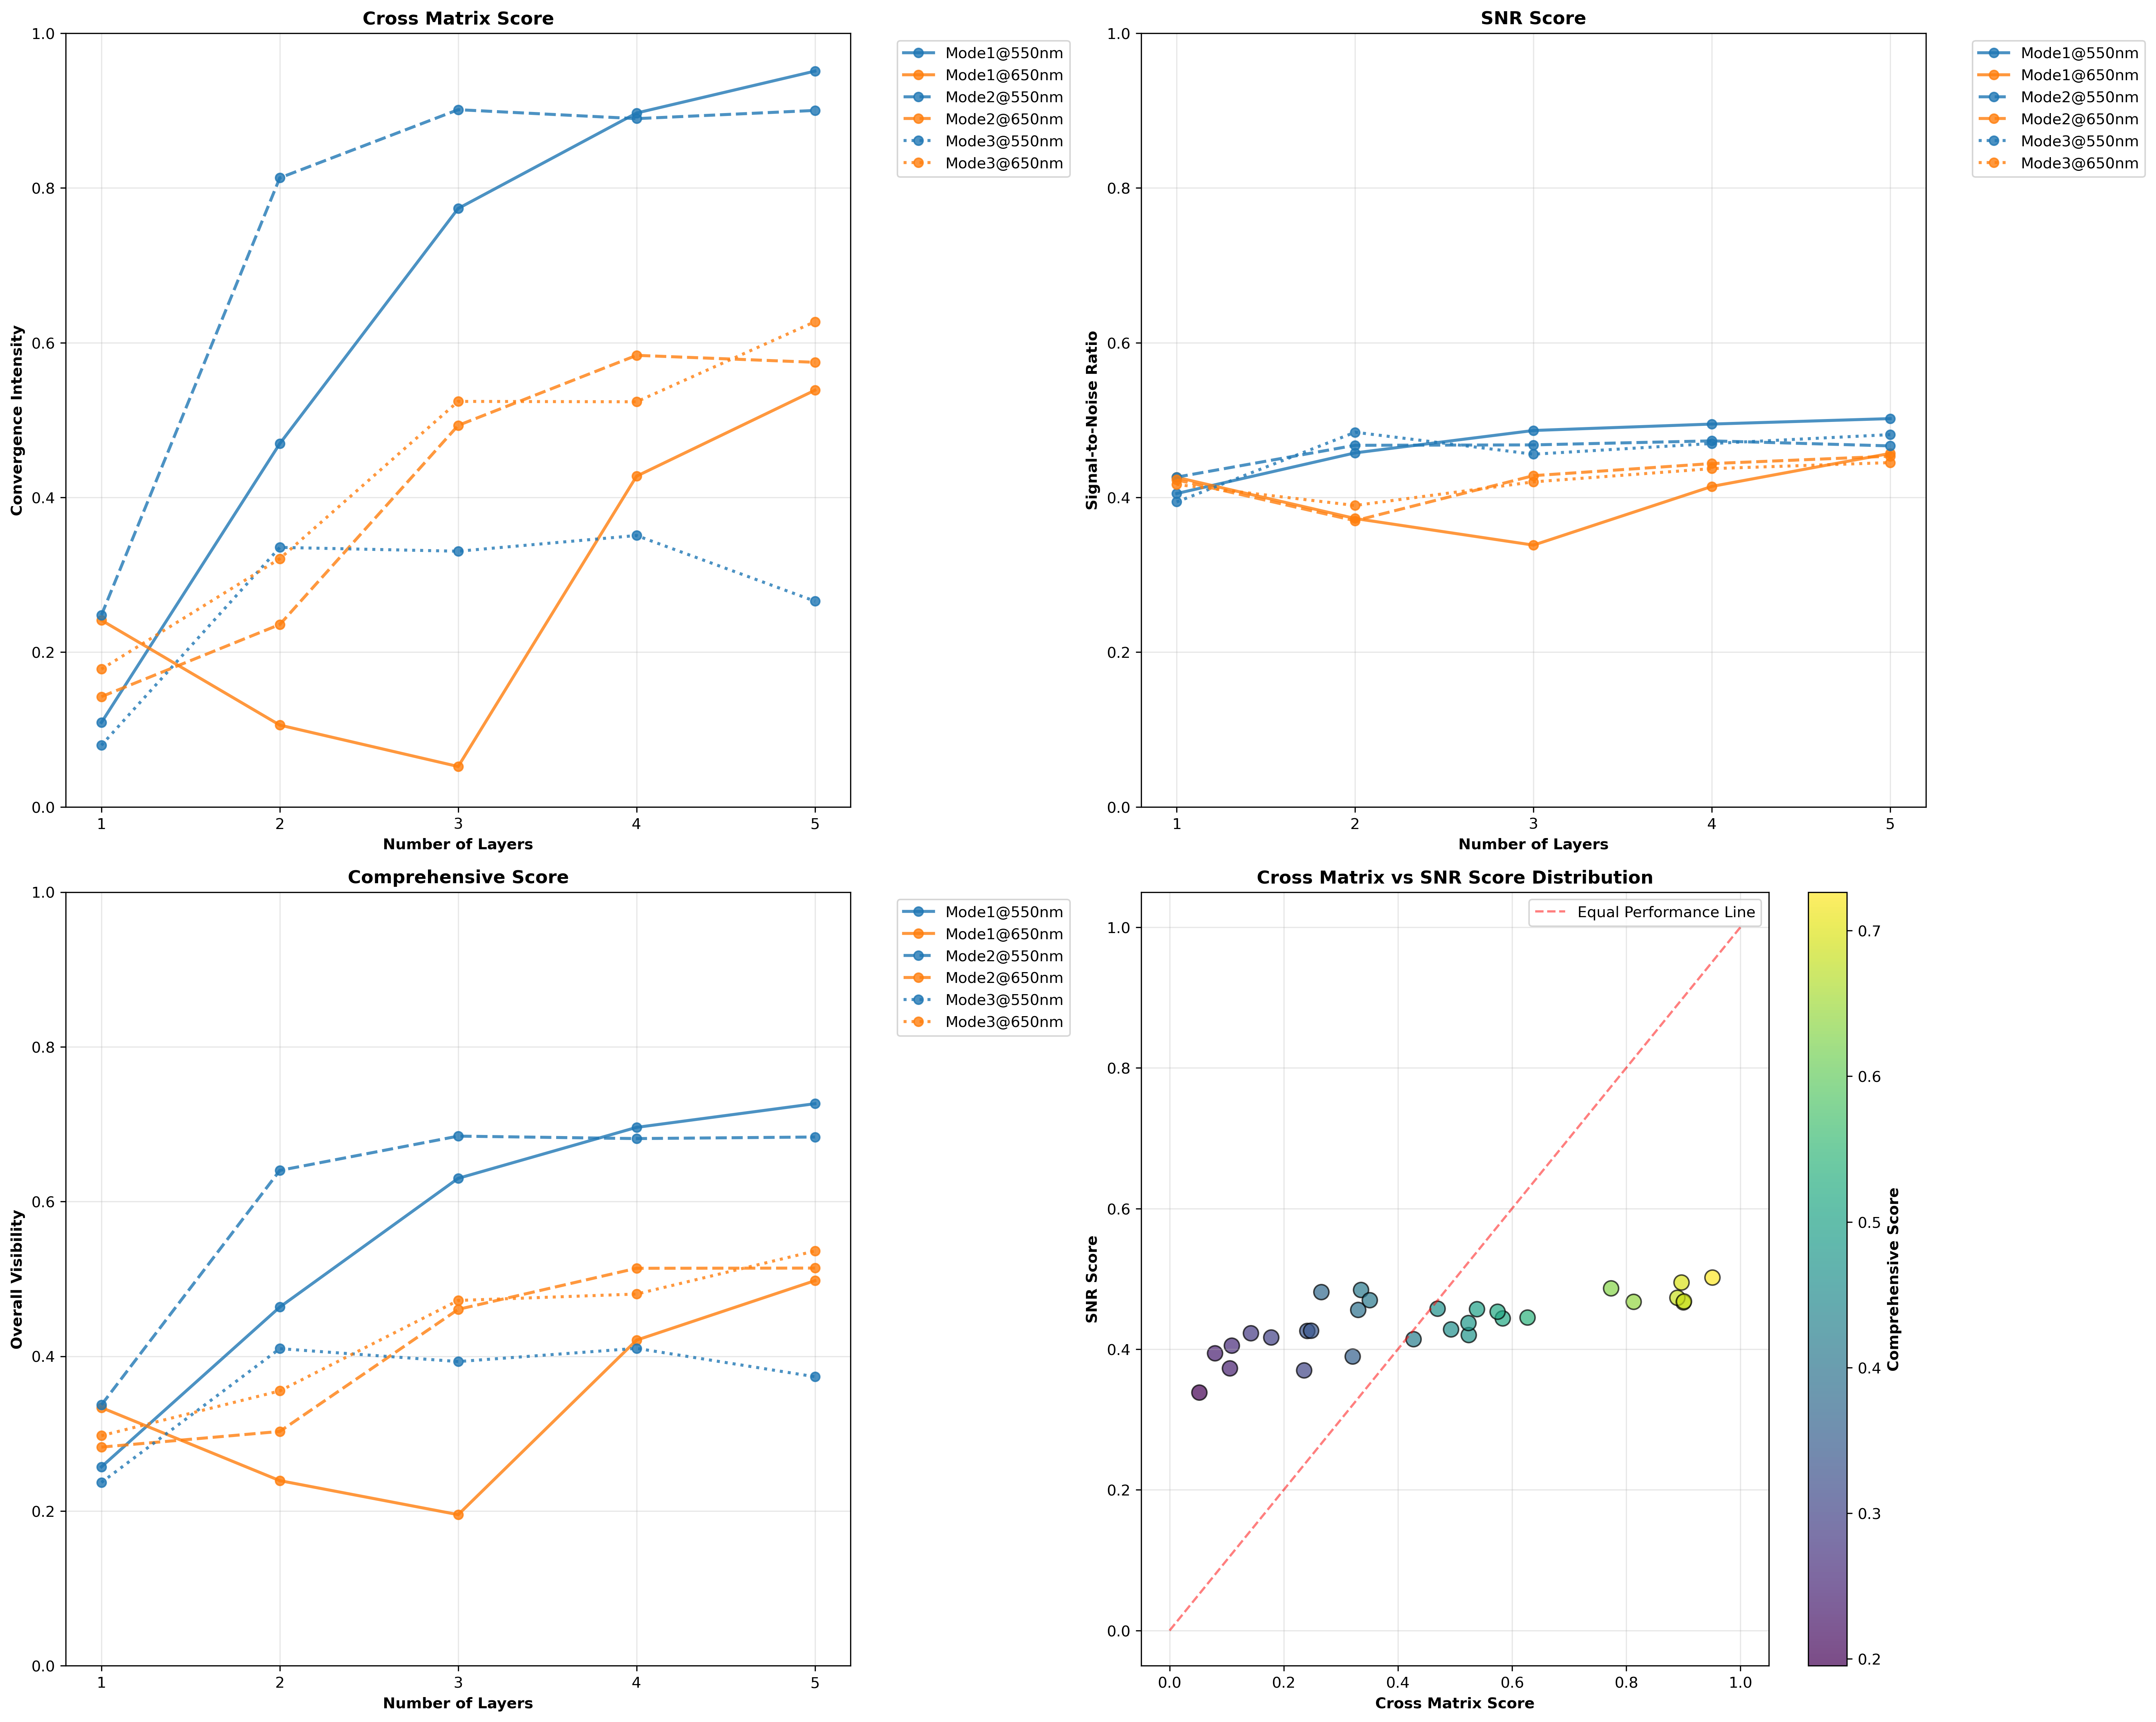 Cross Matrix Score
Convergence Intensity
1.0
0.8
0.6
0.4
0.2
0.0
1 2 3 4 5
Number of Layers
Mode1@550nm
Mode1@650nm
Mode2@550nm
Mode2@650nm
Mode3@550nm
Mode3@650nm
SNR Score
Signal-to-Noise Ratio
1.0
0.8
0.6
0.4
0.2
0.0
1 2 3 4 5
Number of Layers
Mode1@550nm
Mode1@650nm
Mode2@550nm
Mode2@650nm
Mode3@550nm
Mode3@650nm
Comprehensive Score
Overall Visibility
1.0
0.8
0.6
0.4
0.2
0.0
1 2 3 4 5
Number of Layers
Mode1@550nm
Mode1@650nm
Mode2@550nm
Mode2@650nm
Mode3@550nm
Mode3@650nm
Cross Matrix vs SNR Score Distribution
Equal Performance Line
SNR Score
1.0
0.8
0.6
0.4
0.2
0.0
0.0 0.2 0.4 0.6 0.8 1.0
Cross Matrix Score
0.7
0.6
0.5
0.4
0.3
0.2
Comprehensive Score